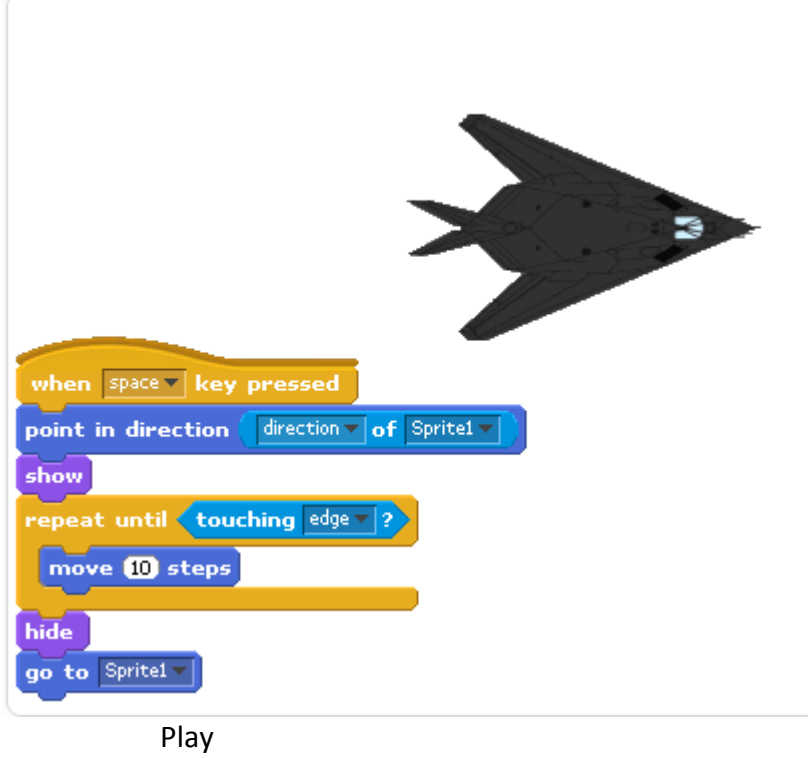 when space key pressed
point in direction direction of Sprite1
show
repeat until touching edge ?
move 10 steps
hide
go to Sprite1
Play